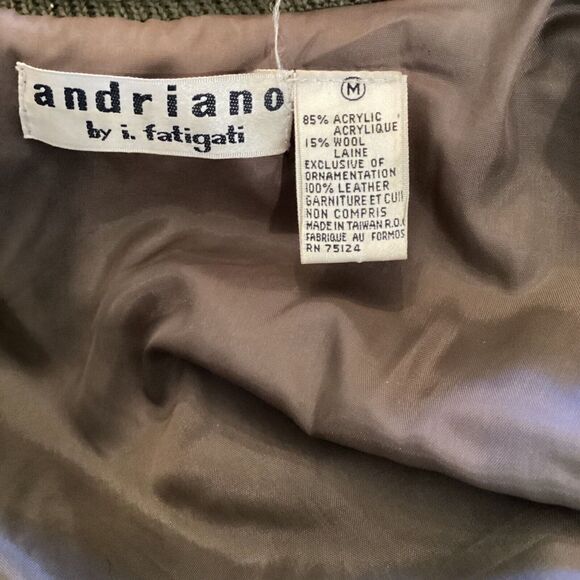 andriano
by i. fatigati
M
85% ACRYLIC
ACRYLIQUE
15% WOOL
LAINE
EXCLUSIVE OF
ORNAMENTATION
100% LEATHER
GARNITURE ET
NON COMPRIS
MADE IN TAIWAN R.O.
FABRIQUE AU FORMOS
RN 75124